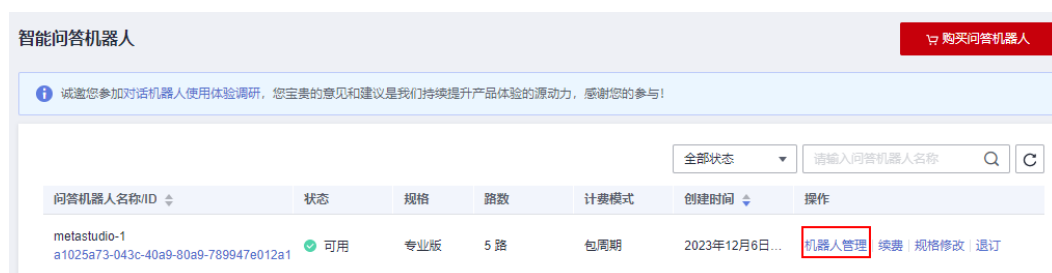 智能问答机器人
购买问答机器人
诚邀您参加对话机器人使用体验调研，您宝贵的意见和建议是我们持续提升产品体验的源动力，感谢您的参与！
全部状态 请输入问答机器人名称
问答机器人名称/ID 状态 规格 路数 计费模式 创建时间 操作
metastudio-1
a1025a73-043c-40a9-80a9-789947e012a1 可用 专业版 5 路 包周期 2023年12月6日... 机器人管理 续费 规格修改 退订